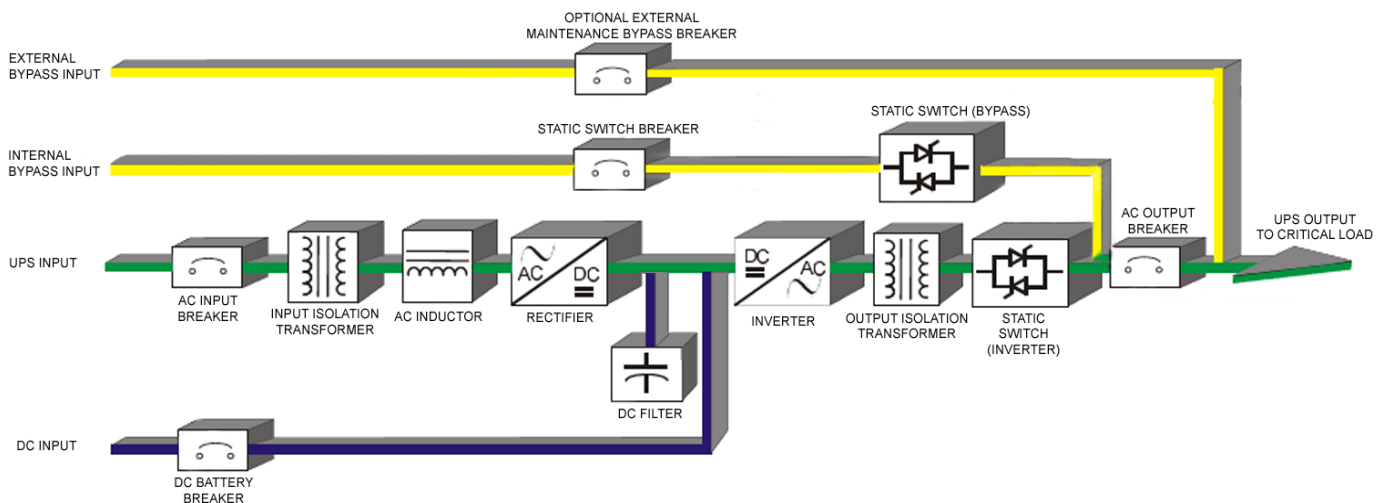 OPTIONAL EXTERNAL
MAINTENANCE BYPASS BREAKER
EXTERNAL
BYPASS INPUT
STATIC SWITCH (BYPASS)
STATIC SWITCH BREAKER
INTERNAL
BYPASS INPUT
AC OUTPUT
BREAKER
UPS OUTPUT
TO CRITICAL LOAD
UPS INPUT
AC
DC
DC
AC
AC INPUT
BREAKER
INPUT ISOLATION
TRANSFORMER
AC INDUCTOR
RECTIFIER
INVERTER
OUTPUT ISOLATION
TRANSFORMER
STATIC
SWITCH
(INVERTER)
DC FILTER
DC INPUT
DC BATTERY
BREAKER